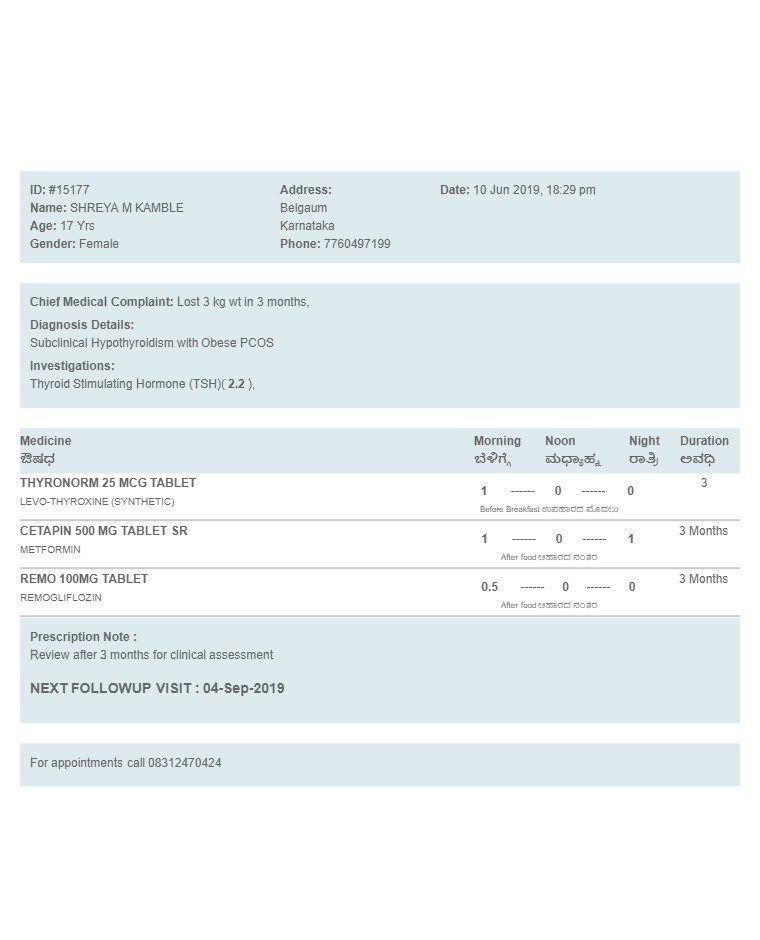 ID: #15177
Name: SHREYA M KAMBLE
Age: 17 Yrs
Gender: Female
Address:
Belgaum
Karnataka
Phone: 7760497199
Date: 10 Jun 2019, 18:29 pm
Chief Medical Complaint: Lost 3 kg wt in 3 months,
Diagnosis Details:
Subclinical Hypothyroidism with Obese PCOS
Investigations:
Thyroid Stimulating Hormone (TSH)( 2.2 ),
Medicine Morning Noon Night Duration
ಔಷಧ ಬೆಳಿಗ್ಗೆ ಮಧ್ಯಾಹ್ನ ರಾತ್ರಿ ಅವಧಿ
THYRONORM 25 MCG TABLET 3
LEVO-THYROXINE (SYNTHETIC) 1 ------ 0 ------ 0
Before Breakfast ಉಪಹಾರದ ಮೊದಲು
CETAPIN 500 MG TABLET SR 3 Months
METFORMIN 1 ------ 0 ------ 1
After food ಆಹಾರದ ನಂತರ
REMO 100MG TABLET 3 Months
REMOGLIFLOZIN 0.5 ------ 0 ------ 0
After food ಆಹಾರದ ನಂತರ
Prescription Note :
Review after 3 months for clinical assessment
NEXT FOLLOWUP VISIT : 04-Sep-2019
For appointments call 08312470424